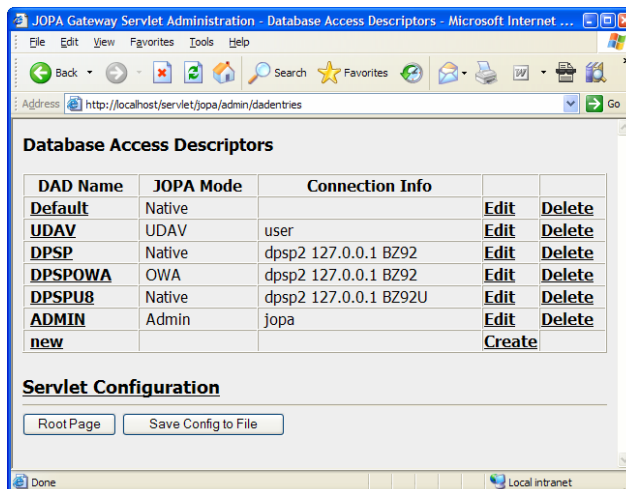 JOPA Gateway Servlet Administration - Database Access Descriptors - Microsoft Internet ...
File Edit View Favorites Tools Help
Back Search Favorites
Address http://localhost/servlet/jopa/admin/dadentries Go
Database Access Descriptors
DAD Name JOPA Mode Connection Info
Default Native Edit Delete
UDAV UDAV user Edit Delete
DPSP Native dpsp2 127.0.0.1 BZ92 Edit Delete
DPSPOWA OWA dpsp2 127.0.0.1 BZ92 Edit Delete
DPSPU8 Native dpsp2 127.0.0.1 BZ92U Edit Delete
ADMIN Admin jopa Edit Delete
new Create
Servlet Configuration
Root Page Save Config to File
Done Local intranet